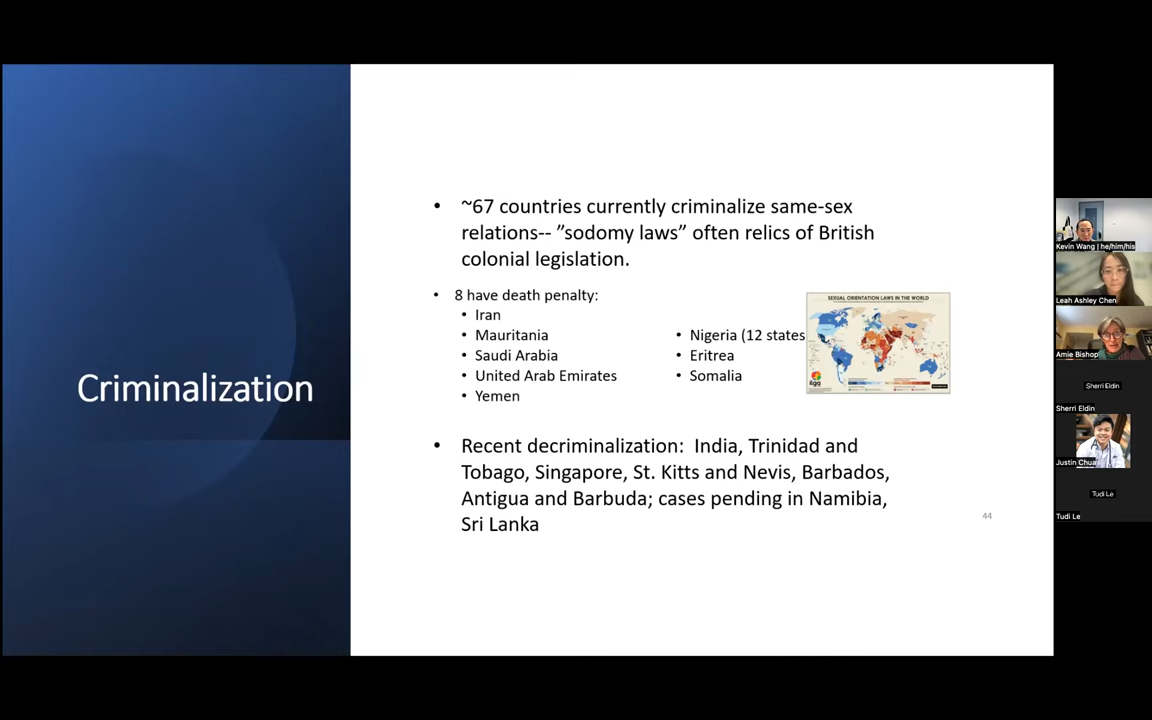 Criminalization
• ~67 countries currently criminalize same-sex
relations-- ”sodomy laws” often relics of British
colonial legislation.
• 8 have death penalty:
• Iran
• Mauritania
• Saudi Arabia
• United Arab Emirates
• Yemen
• Nigeria (12 states
• Eritrea
• Somalia
SEXUAL ORIENTATION LAWS IN THE WORLD
ilga
• Recent decriminalization: India, Trinidad and
Tobago, Singapore, St. Kitts and Nevis, Barbados,
Antigua and Barbuda; cases pending in Namibia,
Sri Lanka
44
Kevin Wang | he/him/his
Leah Ashley Chen
Amie Bishop
Sherri Eldin
Sherri Eldin
Justin Chua
Tudi Le
Tudi Le